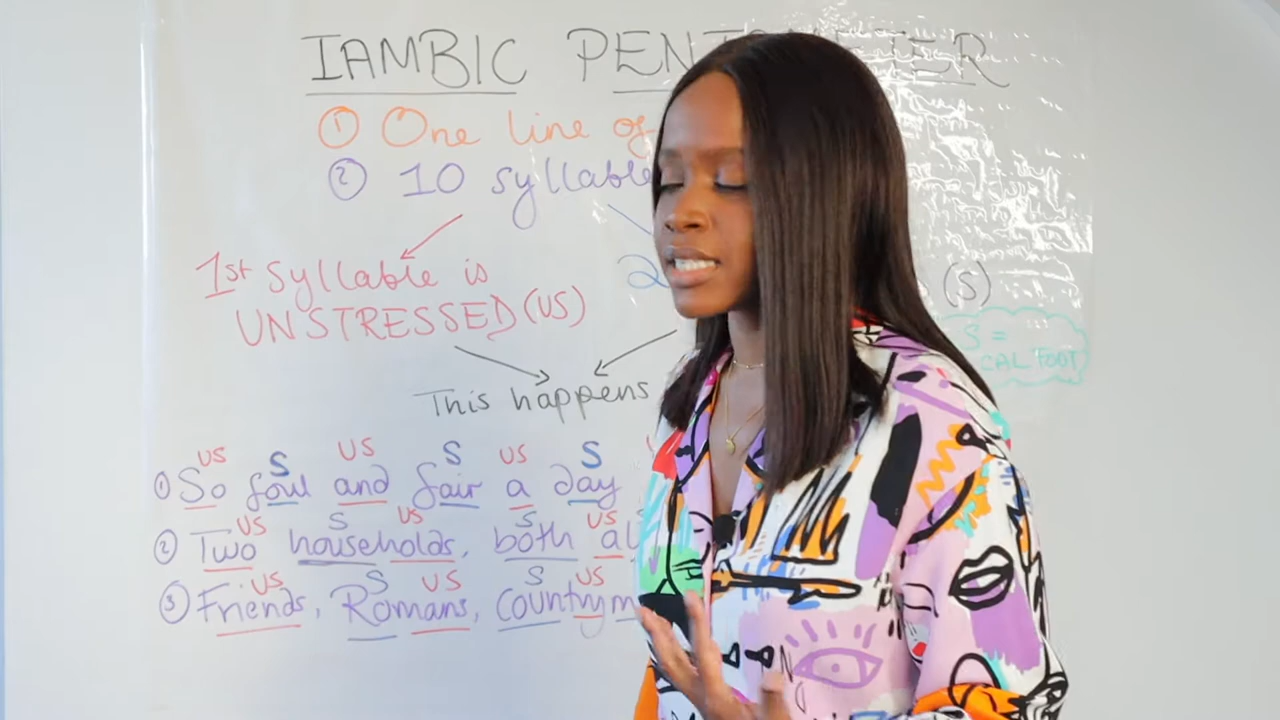 IAMBIC PENTAMETER
① One line of
② 10 syllable
1st Syllable is
UNSTRESSED (US)
2
(S)
S =
CAL FOOT
This happens
US S US S US S
① So foul and fair a day
US S US S US
② Two households, both al
US S US S US
③ Friends, Romans, Countrym